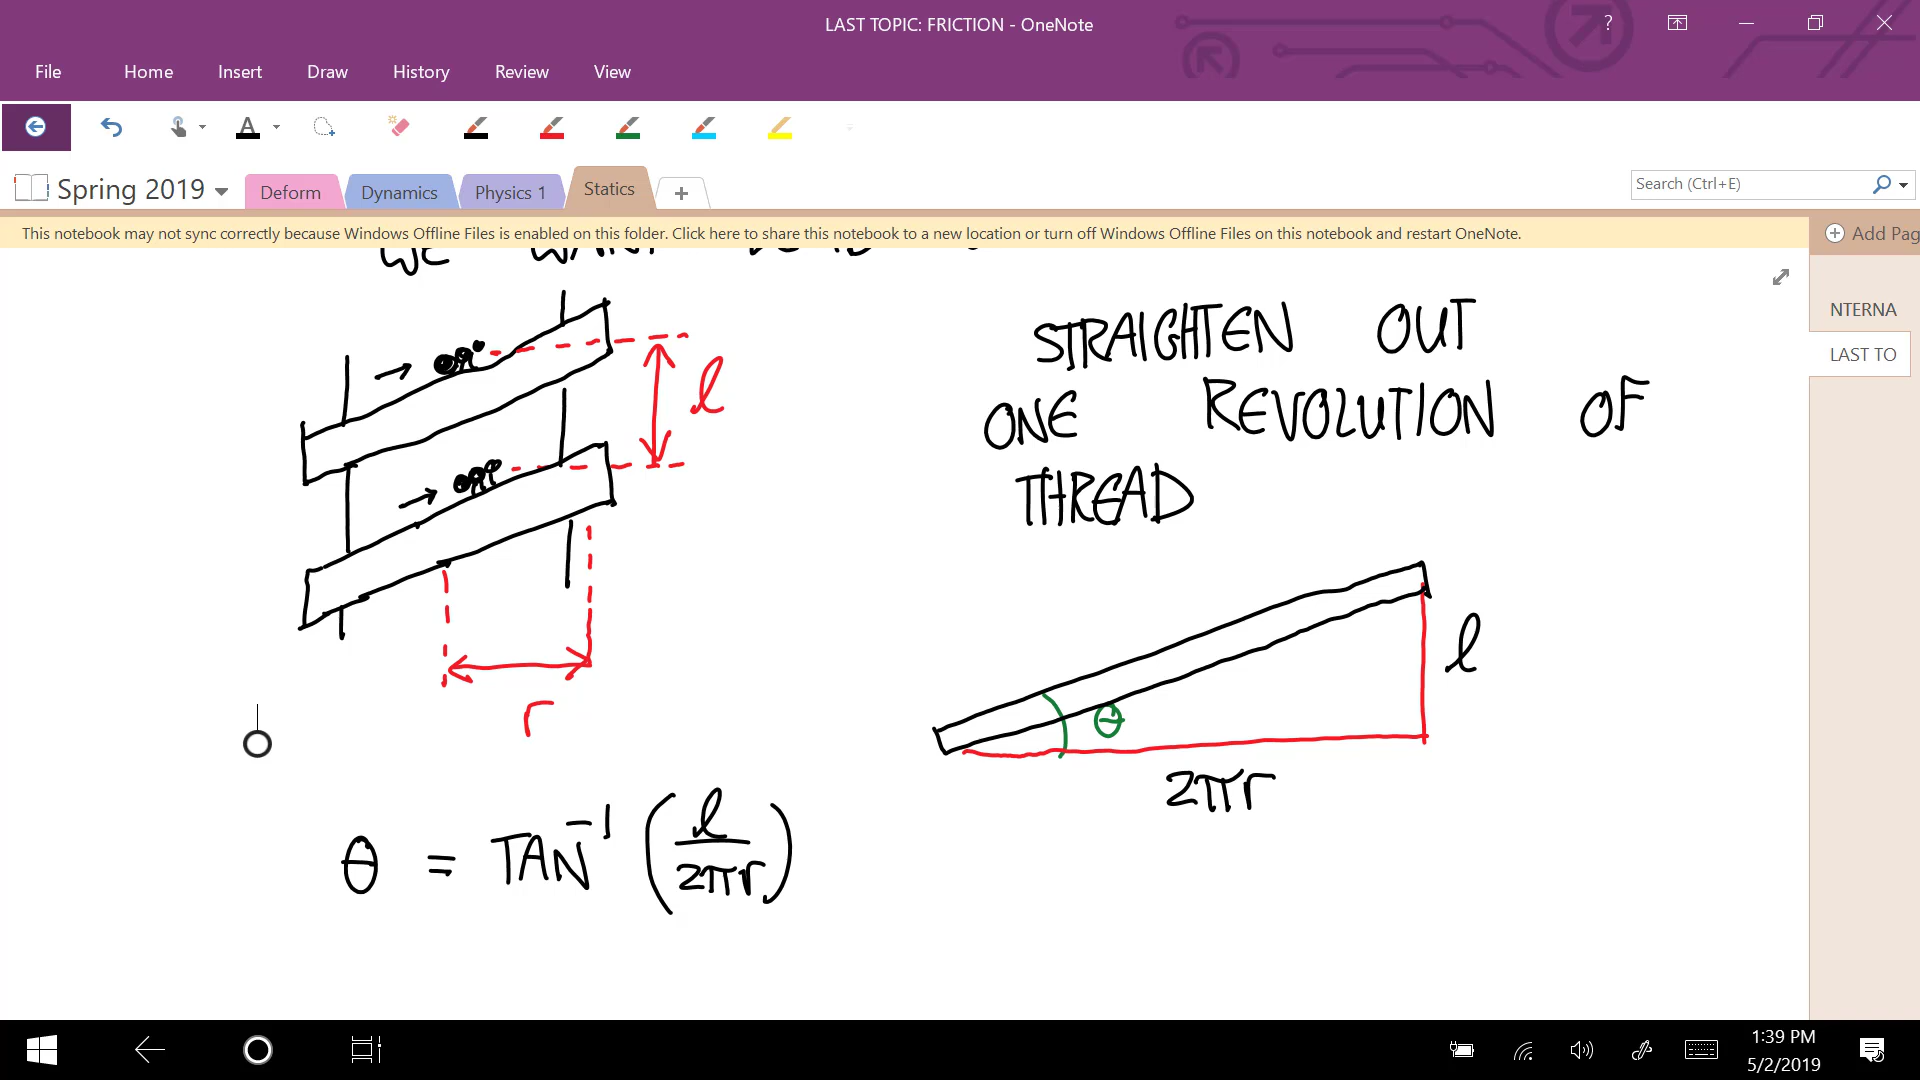 LAST TOPIC: FRICTION - OneNote
?
File Home Insert Draw History Review View
A
Spring 2019
Deform
Dynamics
Physics 1
Statics
+
Search (Ctrl+E)
This notebook may not sync correctly because Windows Offline Files is enabled on this folder. Click here to share this notebook to a new location or turn off Windows Offline Files on this notebook and restart OneNote.
Add Pag
NTERNA
LAST TO
WE WANT
STRAIGHTEN OUT
ONE REVOLUTION OF
THREAD
l
r
l
θ
2πr
θ = TAN⁻¹ (l/2πr)
1:39 PM
5/2/2019